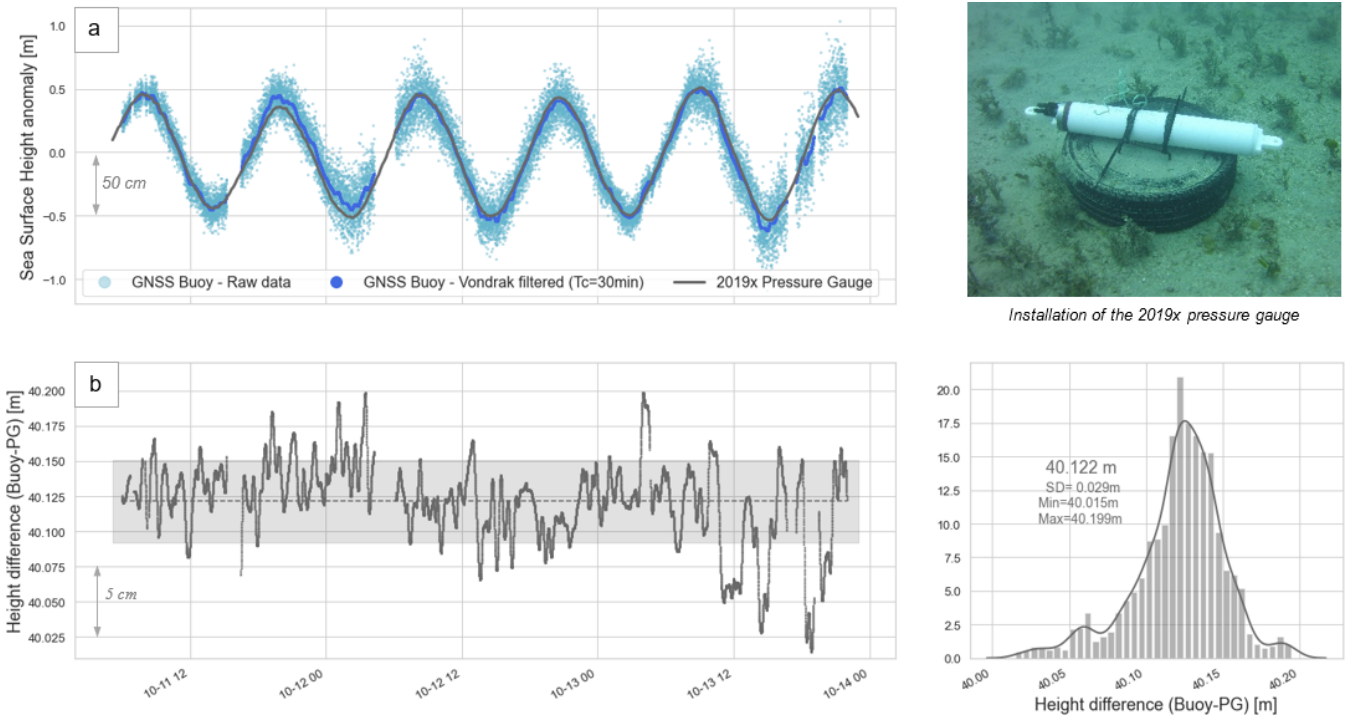 a
Sea Surface Height anomaly [m]
1.0
0.5
0.0
−0.5
−1.0
50 cm
GNSS Buoy - Raw data
GNSS Buoy - Vondrak filtered (Tc=30min)
2019x Pressure Gauge
Installation of the 2019x pressure gauge
b
Height difference (Buoy-PG) [m]
40.200
40.175
40.150
40.125
40.100
40.075
40.050
40.025
5 cm
10-11 12
10-12 00
10-12 12
10-13 00
10-13 12
10-14 00
20.0
17.5
15.0
12.5
10.0
7.5
5.0
2.5
0.0
40.122 m
SD= 0.029m
Min=40.015m
Max=40.199m
40.00
40.05
40.10
40.15
40.20
Height difference (Buoy-PG) [m]